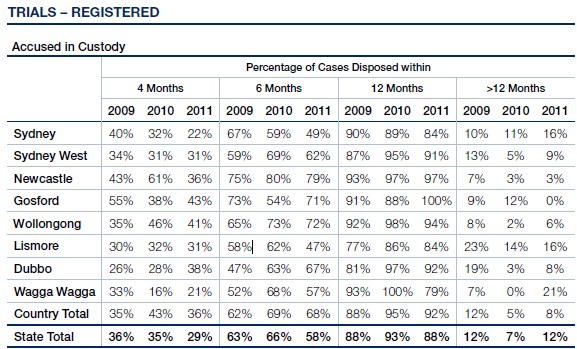 TRIALS – REGISTERED
Accused in Custody
Percentage of Cases Disposed within
4 Months 6 Months 12 Months >12 Months
2009 2010 2011 2009 2010 2011 2009 2010 2011 2009 2010 2011
Sydney 40% 32% 22% 67% 59% 49% 90% 89% 84% 10% 11% 16%
Sydney West 34% 31% 31% 59% 69% 62% 87% 95% 91% 13% 5% 9%
Newcastle 43% 61% 36% 75% 80% 79% 93% 97% 97% 7% 3% 3%
Gosford 55% 38% 43% 73% 54% 71% 91% 88% 100% 9% 12% 0%
Wollongong 35% 46% 41% 65% 73% 72% 92% 98% 94% 8% 2% 6%
Lismore 30% 32% 31% 58% 62% 47% 77% 86% 84% 23% 14% 16%
Dubbo 26% 28% 38% 47% 63% 67% 81% 97% 92% 19% 3% 8%
Wagga Wagga 33% 16% 21% 52% 68% 57% 93% 100% 79% 7% 0% 21%
Country Total 35% 43% 36% 62% 69% 68% 88% 95% 92% 12% 5% 8%
State Total 36% 35% 29% 63% 66% 58% 88% 93% 88% 12% 7% 12%